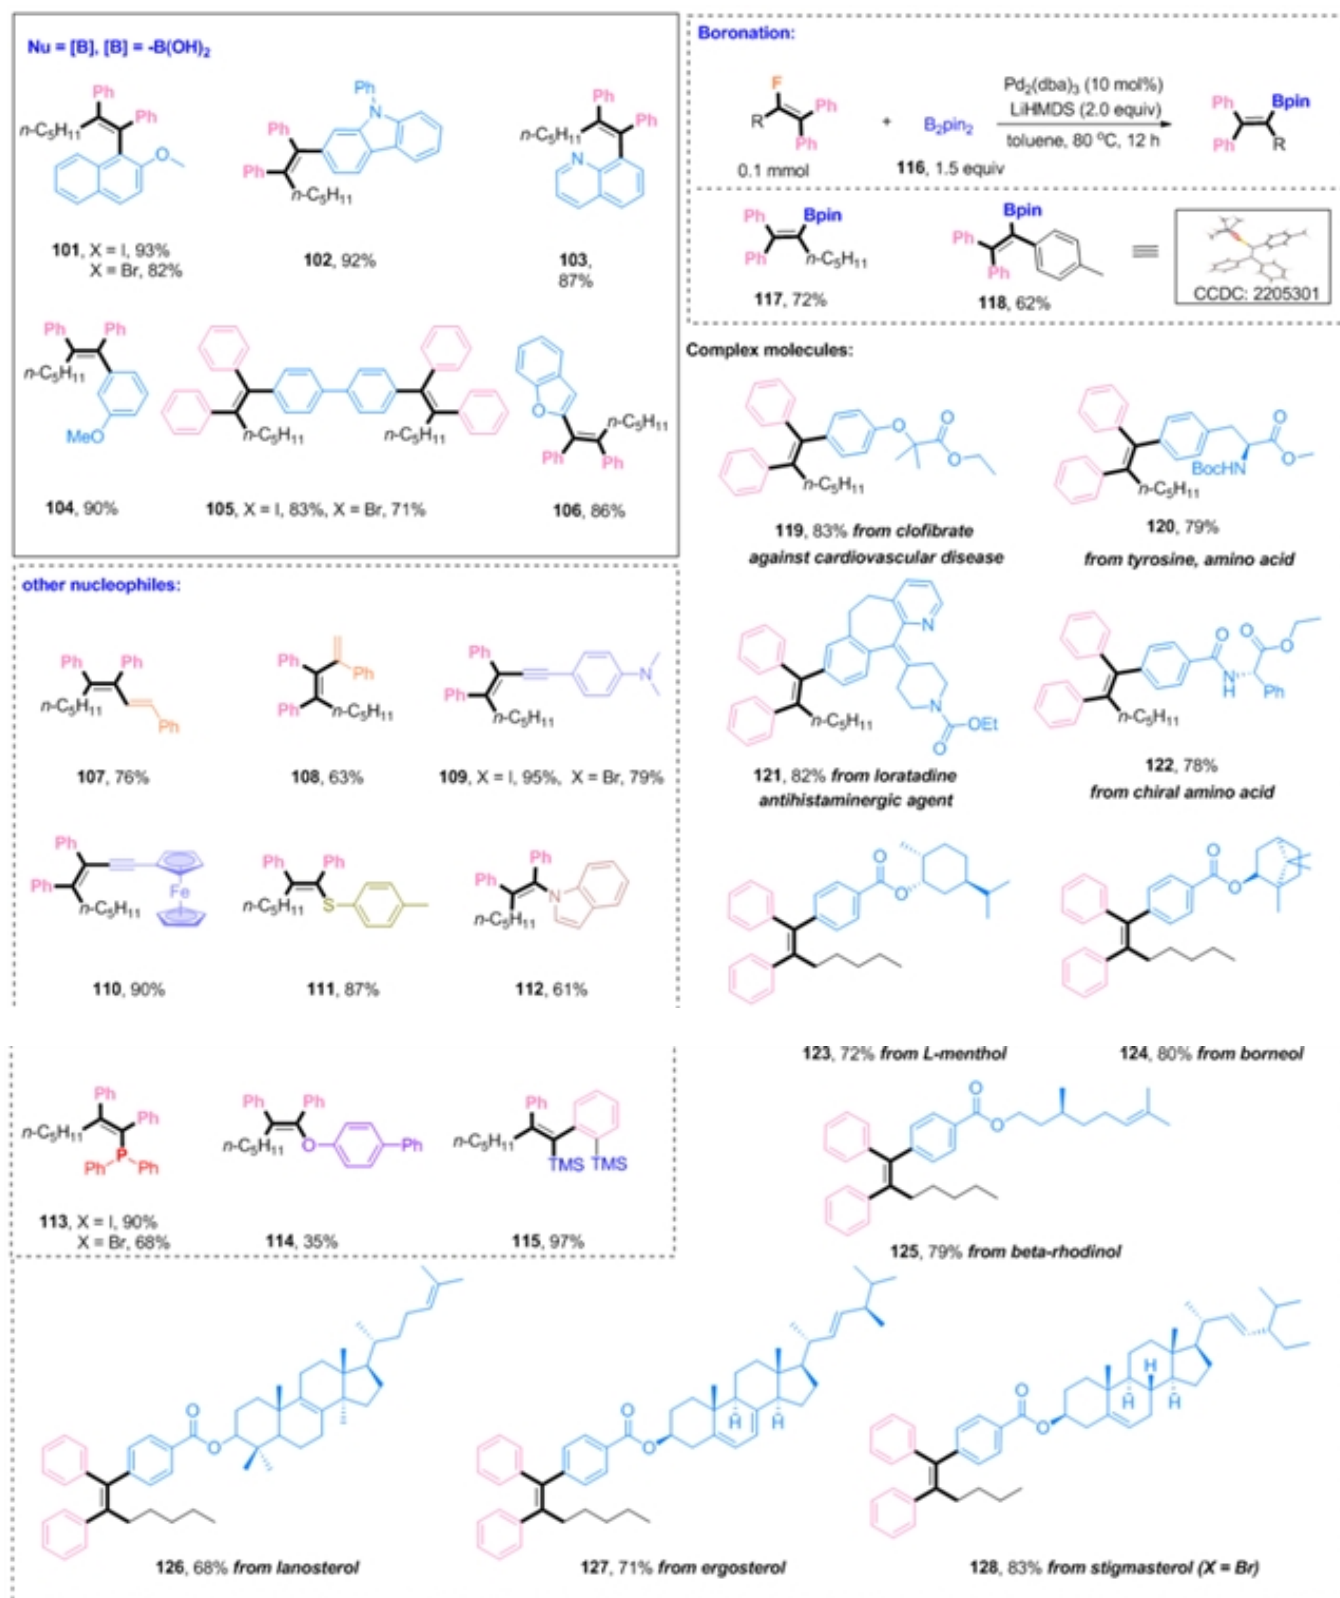 Nu = [B], [B] = -B(OH)₂
Ph
Ph
n-C₅H₁₁
O
101, X = I, 93%
X = Br, 82%
Ph
N
Ph
Ph
n-C₅H₁₁
102, 92%
Ph
n-C₅H₁₁
Ph
N
103,
87%
Ph
Ph
n-C₅H₁₁
MeO
104, 90%
n-C₅H₁₁
n-C₅H₁₁
105, X = I, 83%, X = Br, 71%
O
n-C₅H₁₁
Ph
Ph
106, 86%
other nucleophiles:
Ph
Ph
n-C₅H₁₁
Ph
107, 76%
Ph
Ph
Ph
n-C₅H₁₁
108, 63%
Ph
N
Ph
n-C₅H₁₁
109, X = I, 95%, X = Br, 79%
Ph
Ph
Fe
n-C₅H₁₁
110, 90%
Ph
Ph
n-C₅H₁₁
S
111, 87%
Ph
Ph
N
n-C₅H₁₁
112, 61%
Ph
Ph
n-C₅H₁₁
P
Ph
Ph
113, X = I, 90%
X = Br, 68%
Ph
Ph
n-C₅H₁₁
O
Ph
114, 35%
Ph
n-C₅H₁₁
TMS
TMS
115, 97%
Boronation:
F
Ph
R
Ph
0.1 mmol
+
B₂pin₂
116, 1.5 equiv
Pd₂(dba)₃ (10 mol%)
LiHMDS (2.0 equiv)
toluene, 80 °C, 12 h
Ph
Bpin
Ph
R
Ph
Bpin
Ph
n-C₅H₁₁
117, 72%
Bpin
Ph
Ph
118, 62%
CCDC: 2205301
Complex molecules:
O
O
O
n-C₅H₁₁
119, 83% from clofibrate
against cardiovascular disease
O
BocHN
O
n-C₅H₁₁
120, 79%
from tyrosine, amino acid
N
n-C₅H₁₁
N
OEt
O
121, 82% from loratadine
antihistaminergic agent
O
O
O
N
H
Ph
n-C₅H₁₁
122, 78%
from chiral amino acid
O
O
123, 72% from L-menthol
O
O
124, 80% from borneol
O
O
125, 79% from beta-rhodinol
O
O
126, 68% from lanosterol
O
O
H
H
127, 71% from ergosterol
O
O
H
H
H
128, 83% from stigmasterol (X = Br)